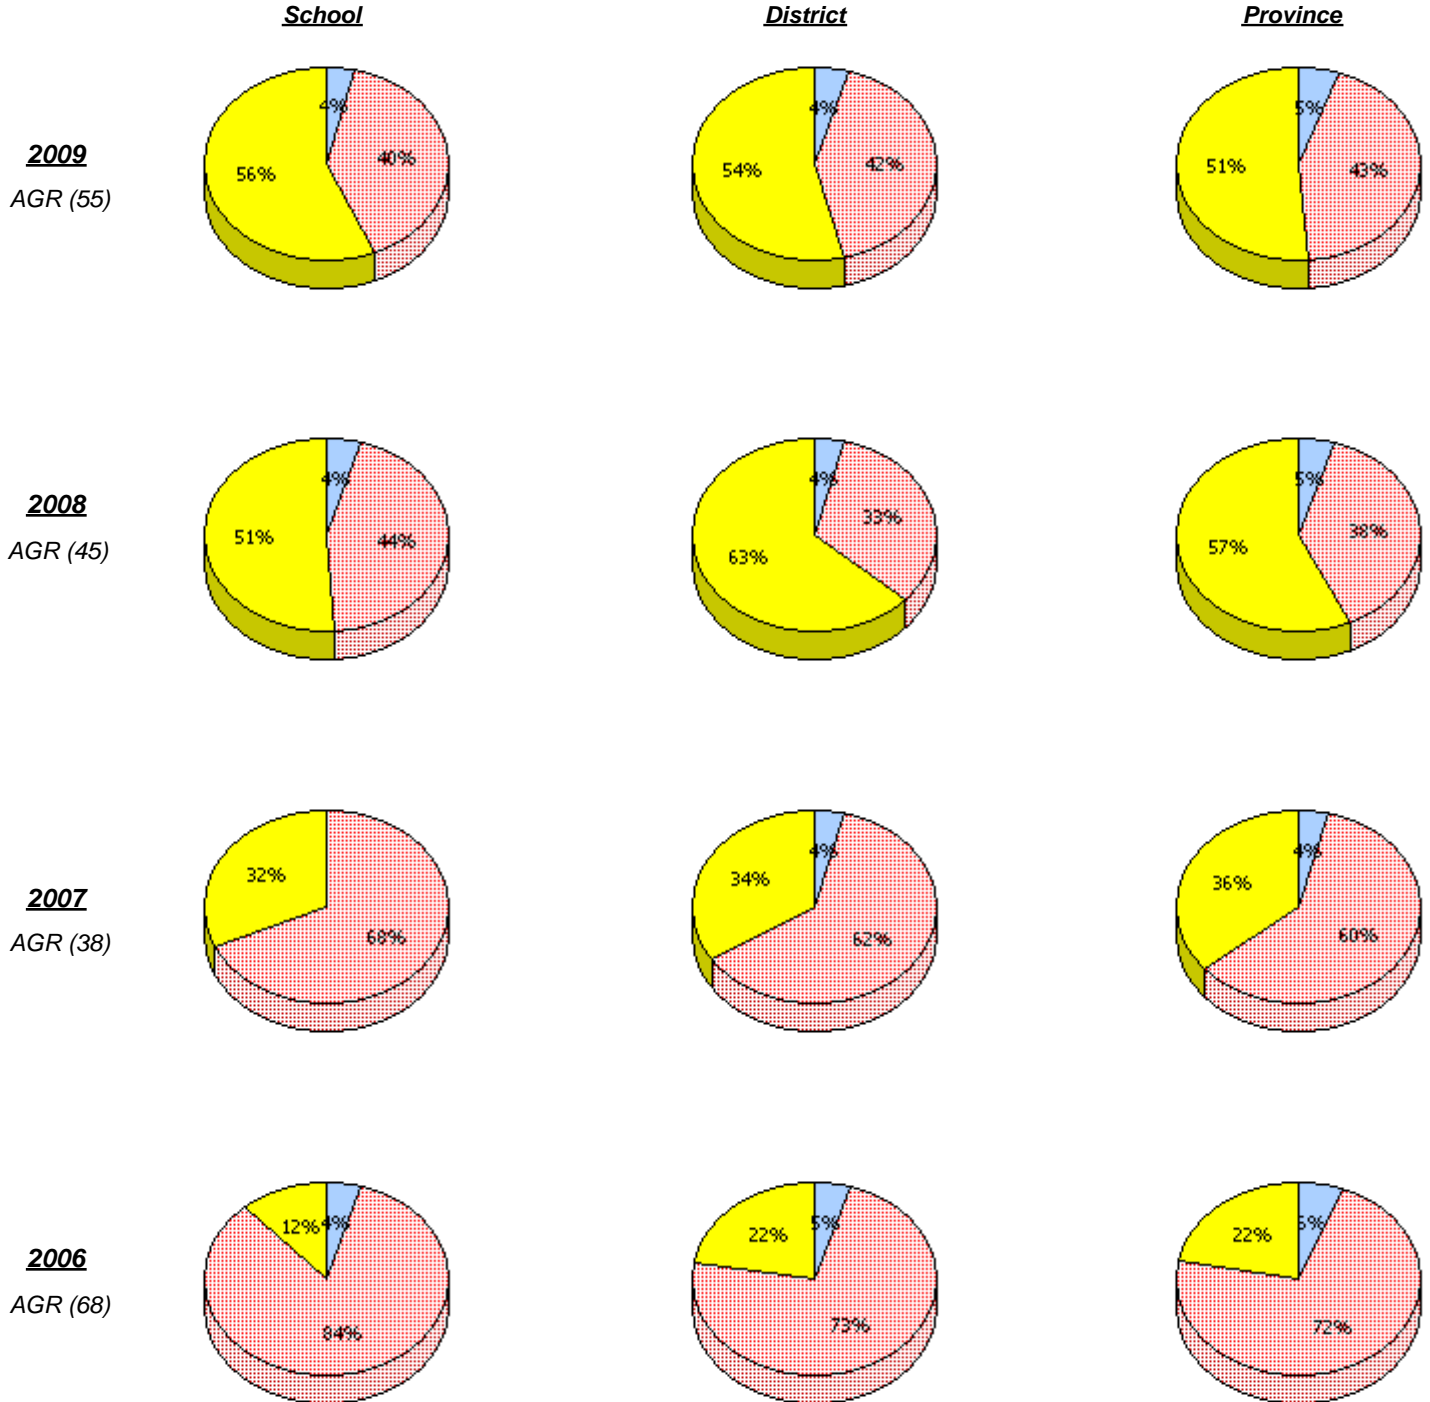 School District Province
4% 4% 5%
2009
56% 40% 54% 42% 51% 43%
AGR (55)
4% 4% 5%
2008
51% 44% 63% 33% 57% 38%
AGR (45)
4% 4%
2007
32% 68% 34% 62% 36% 60%
AGR (38)
12% 4% 22% 5% 22%
2006
AGR (68)
84% 73% 72%